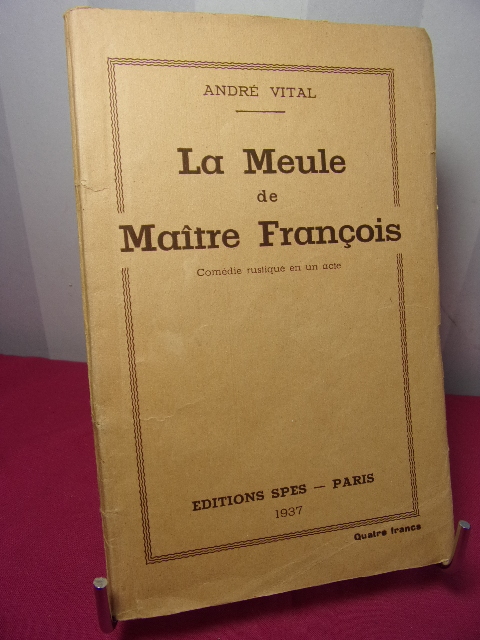 ANDRÉ VITAL
La Meule
de
Maître François
Comédie rustique en un acte
EDITIONS SPES — PARIS
1937
Quatre francs